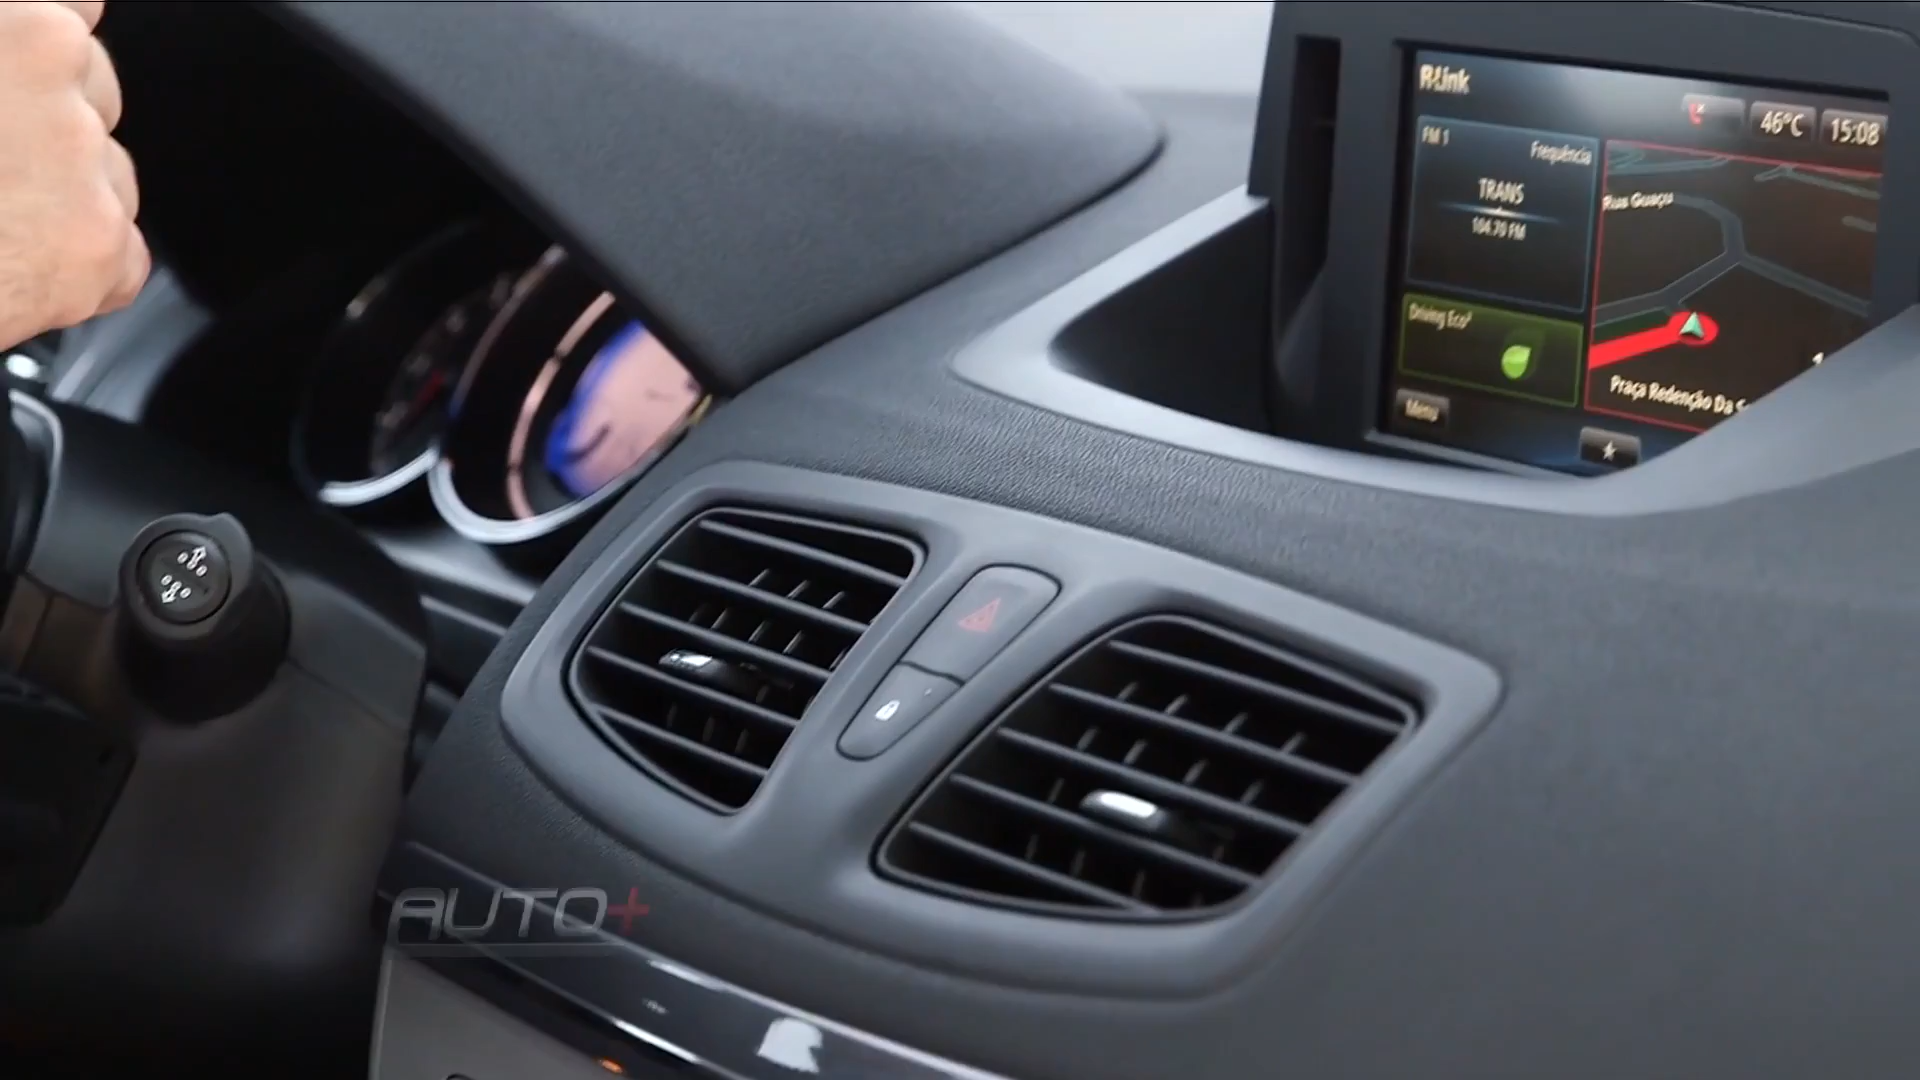 R-Link
46°C
15:08
FM 1
Frequência
TRANS
104.70 FM
Rua Guaçu
Driving Eco²
Praça Redenção Da
Menu
AUTO+